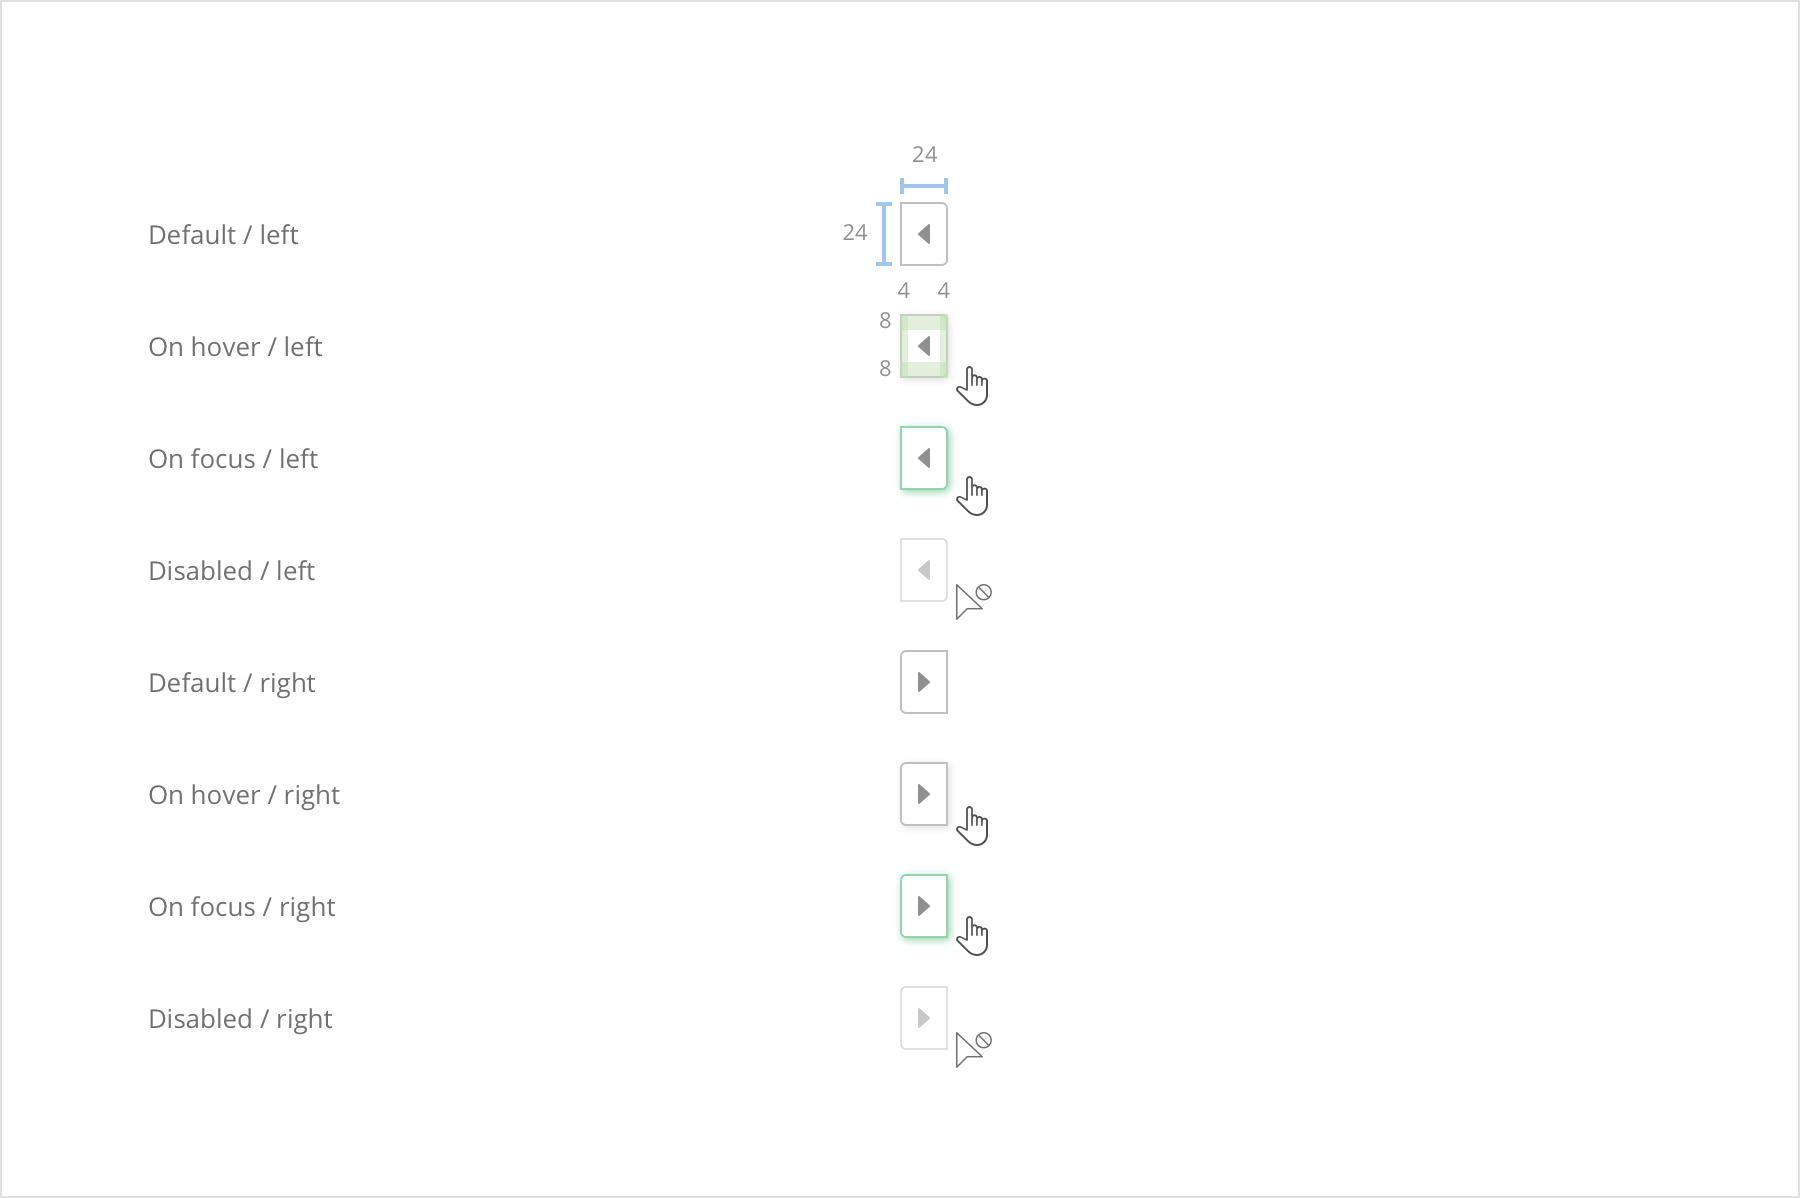 24
Default / left
24
4 4
8
On hover / left
8
On focus / left
Disabled / left
Default / right
On hover / right
On focus / right
Disabled / right